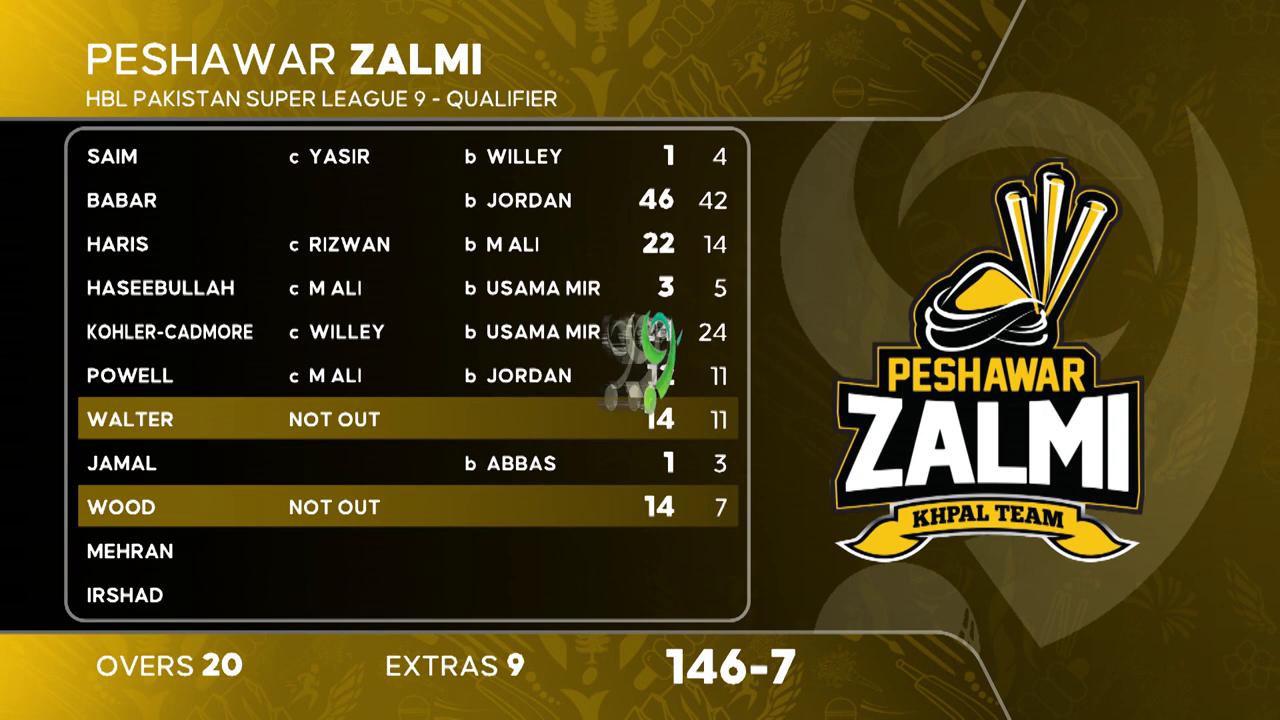 PESHAWAR ZALMI
HBL PAKISTAN SUPER LEAGUE 9 - QUALIFIER
SAIM c YASIR b WILLEY 1 4
BABAR b JORDAN 46 42
HARIS c RIZWAN b M ALI 22 14
HASEEBULLAH c M ALI b USAMA MIR 3 5
KOHLER-CADMORE c WILLEY b USAMA MIR 24
POWELL c M ALI b JORDAN 11
WALTER NOT OUT 14 11
JAMAL b ABBAS 1 3
WOOD NOT OUT 14 7
MEHRAN
IRSHAD
OVERS 20 EXTRAS 9 146-7
PESHAWAR
ZALMI
KHPAL TEAM